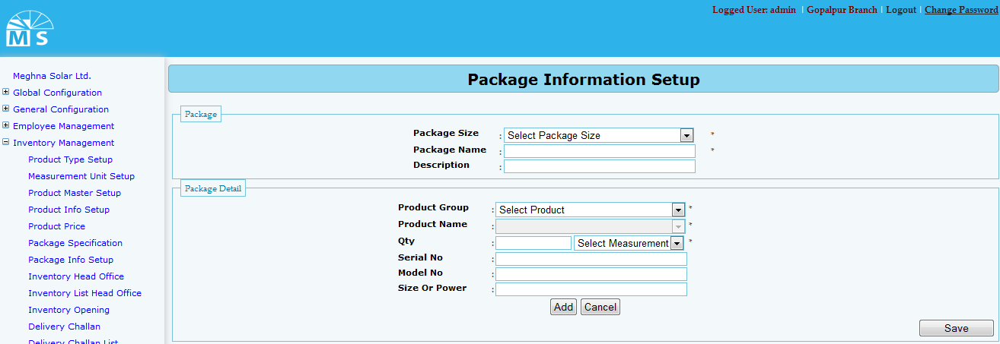 Logged User: admin | Gopalpur Branch | Logout | Change Password
MS
Meghna Solar Ltd.
Global Configuration
General Configuration
Employee Management
Inventory Management
Product Type Setup
Measurement Unit Setup
Product Master Setup
Product Info Setup
Product Price
Package Specification
Package Info Setup
Inventory Head Office
Inventory List Head Office
Inventory Opening
Delivery Challan
Delivery Challan List
Package Information Setup
Package
Package Size : Select Package Size *
Package Name : *
Description :
Package Detail
Product Group : Select Product *
Product Name : *
Qty : Select Measurement *
Serial No :
Model No :
Size Or Power :
Add Cancel
Save